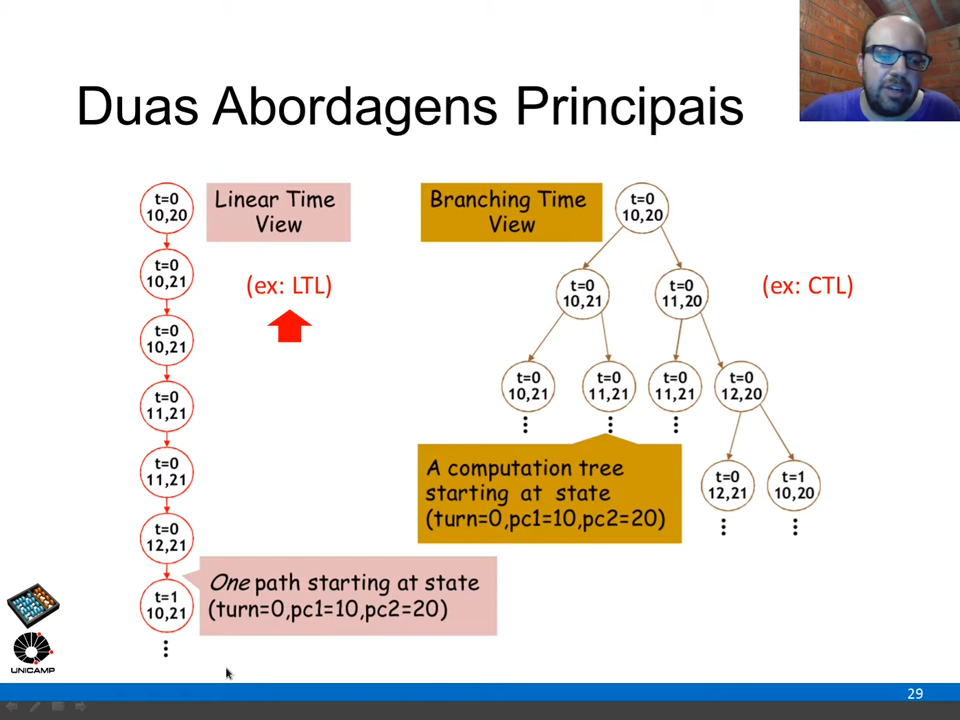 Duas Abordagens Principais
t=0
10,20
t=0
10,21
t=0
10,21
t=0
11,21
t=0
11,21
t=0
12,21
t=1
10,21
Linear Time
View
(ex: LTL)
One path starting at state
(turn=0,pc1=10,pc2=20)
Branching Time
View
t=0
10,20
(ex: CTL)
t=0
10,21
t=0
11,20
t=0
10,21
t=0
11,21
t=0
11,21
t=0
12,20
A computation tree
starting at state
(turn=0,pc1=10,pc2=20)
t=0
12,21
t=1
10,20
UNICAMP
29